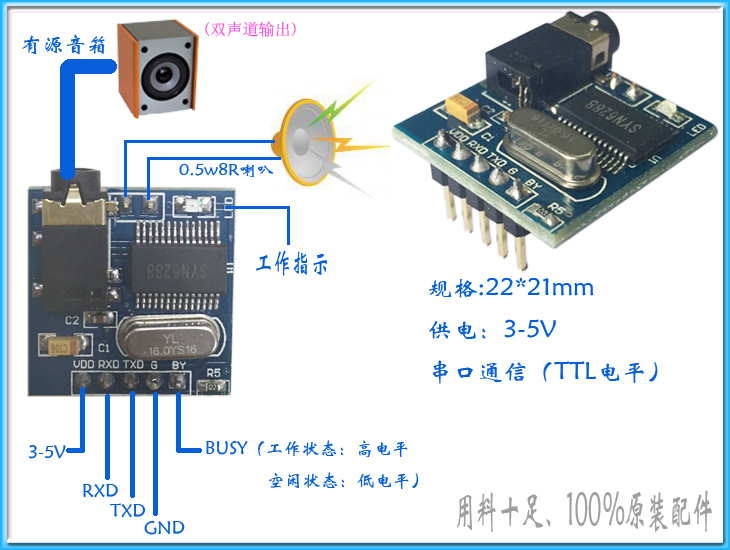 (双声道输出)
有源音箱
0.5w8R喇叭
LED
工作指示
SYN6288
U1
C2
C1
YL
16.0YS16
C106
VDD RXD TXD G BY
R5
3-5V
RXD
TXD
GND
BUSY（工作状态：高电平
空闲状态：低电平）
C2
C1
SYN6288
LED
U1
VDD RXD TXD G BY
R5
规格:22*21mm
供电：3-5V
串口通信（TTL电平）
用料十足、100%原装配件